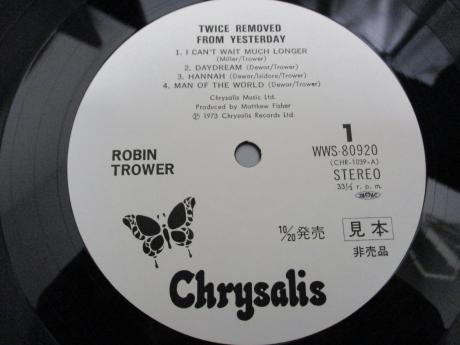 TWICE REMOVED
FROM YESTERDAY
1. I CAN'T WAIT MUCH LONGER
(Miller/Trower)
2. DAYDREAM (Dewar/Trower)
3. HANNAH (Dewar/Isidore/Trower)
4. MAN OF THE WORLD (Dewar/Trower)
Chrysalis Music Ltd.
Produced by Matthew Fisher
Ⓟ 1973 Chrysalis Records Ltd.
1
WWS-80920
(CHR-1039-A)
STEREO
33⅓ r. p. m.
ROBIN
TROWER
10/20発売
見本
非売品
Chrysalis